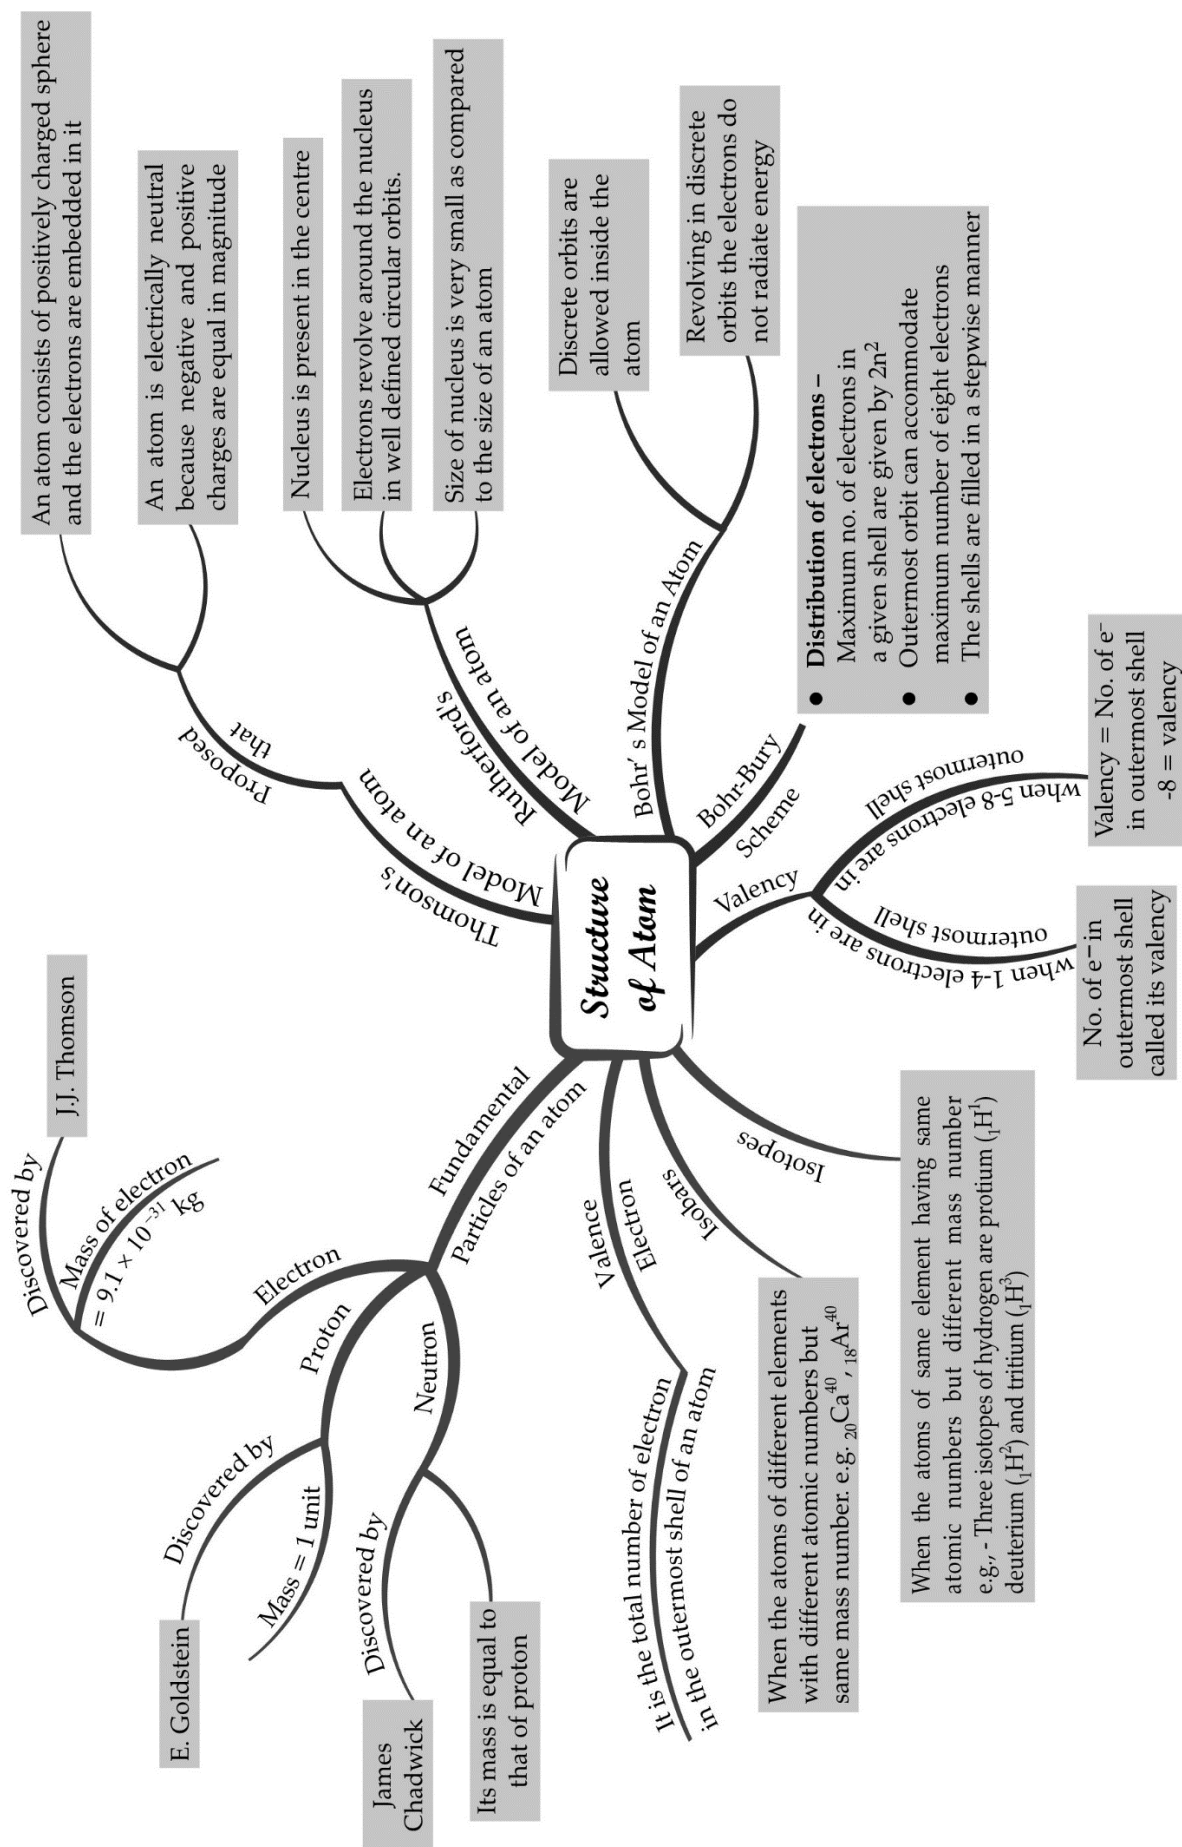 Structure
of Atom
Fundamental
Particles of an atom
Electron
Discovered by
J.J. Thomson
Mass of electron
= 9.1 × 10⁻³¹ kg
Proton
Discovered by
E. Goldstein
Mass = 1 unit
Neutron
Discovered by
James
Chadwick
Its mass is equal to
that of proton
Valence
Electron
It is the total number of electron
in the outermost shell of an atom
Isobars
When the atoms of different elements
with different atomic numbers but
same mass number. e.g. ₂₀Ca⁴⁰, ₁₈Ar⁴⁰
Isotopes
When the atoms of same element having same
atomic numbers but different mass number
e.g., - Three isotopes of hydrogen are protium (₁H¹)
deuterium (₁H²) and tritium (₁H³)
Thomson's
Model of an atom
Proposed
that
An atom consists of positively charged sphere
and the electrons are embedded in it
An atom is electrically neutral
because negative and positive
charges are equal in magnitude
Rutherford's
Model of an atom
Nucleus is present in the centre
Electrons revolve around the nucleus
in well defined circular orbits.
Size of nucleus is very small as compared
to the size of an atom
Bohr' s Model of an Atom
Discrete orbits are
allowed inside the
atom
Revolving in discrete
orbits the electrons do
not radiate energy
Bohr-Bury
Scheme
● Distribution of electrons –
Maximum no. of electrons in
a given shell are given by 2n²
● Outermost orbit can accommodate
maximum number of eight electrons
● The shells are filled in a stepwise manner
Valency
when 1-4 electrons are in
outermost shell
No. of e⁻ in
outermost shell
called its valency
when 5-8 electrons are in
outermost shell
Valency = No. of e⁻
in outermost shell
-8 = valency